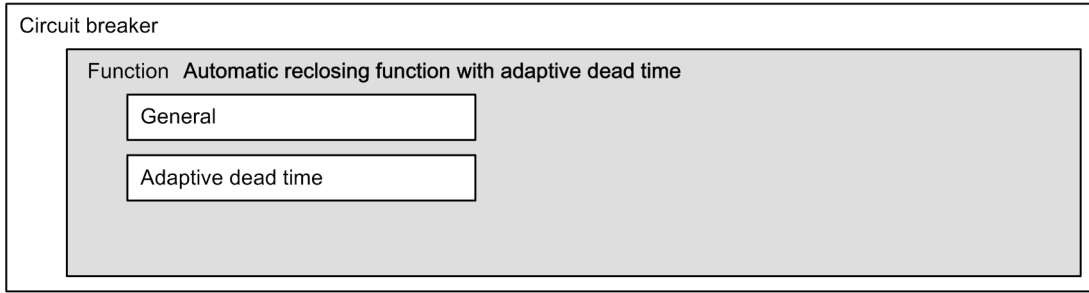 Circuit breaker
Function Automatic reclosing function with adaptive dead time
General
Adaptive dead time